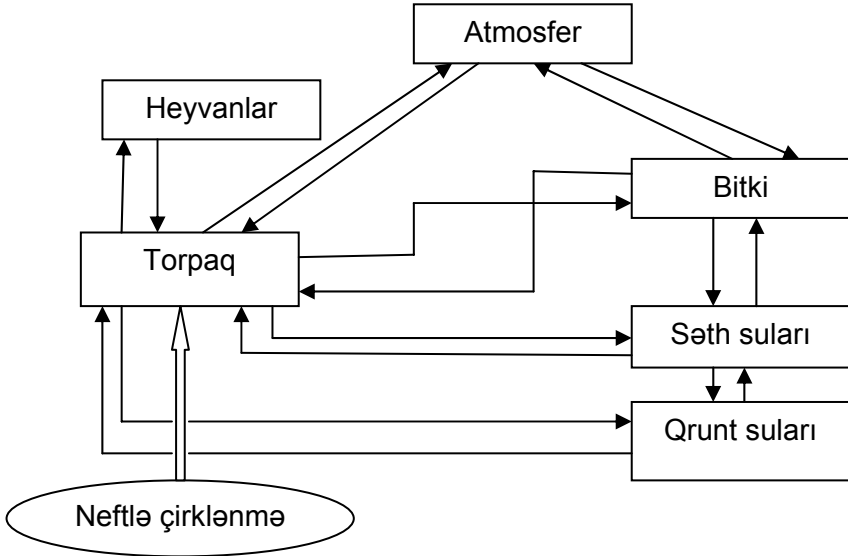 Atmosfer
Heyvanlar
Bitki
Torpaq
Səth suları
Qrunt suları
Neftlə çirklənmə